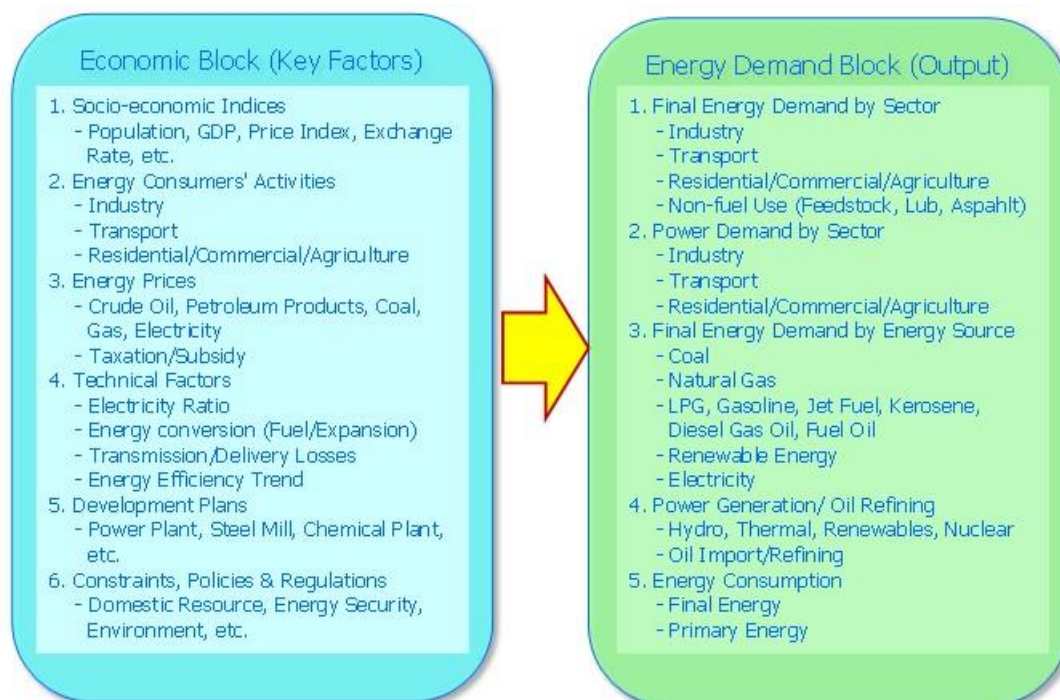 Economic Block (Key Factors)
1. Socio-economic Indices
- Population, GDP, Price Index, Exchange
Rate, etc.
2. Energy Consumers' Activities
- Industry
- Transport
- Residential/Commercial/Agriculture
3. Energy Prices
- Crude Oil, Petroleum Products, Coal,
Gas, Electricity
- Taxation/Subsidy
4. Technical Factors
- Electricity Ratio
- Energy conversion (Fuel/Expansion)
- Transmission/Delivery Losses
- Energy Efficiency Trend
5. Development Plans
- Power Plant, Steel Mill, Chemical Plant,
etc.
6. Constraints, Policies & Regulations
- Domestic Resource, Energy Security,
Environment, etc.
Energy Demand Block (Output)
1. Final Energy Demand by Sector
- Industry
- Transport
- Residential/Commercial/Agriculture
- Non-fuel Use (Feedstock, Lub, Aspahlt)
2. Power Demand by Sector
- Industry
- Transport
- Residential/Commercial/Agriculture
3. Final Energy Demand by Energy Source
- Coal
- Natural Gas
- LPG, Gasoline, Jet Fuel, Kerosene,
Diesel Gas Oil, Fuel Oil
- Renewable Energy
- Electricity
4. Power Generation/ Oil Refining
- Hydro, Thermal, Renewables, Nuclear
- Oil Import/Refining
5. Energy Consumption
- Final Energy
- Primary Energy